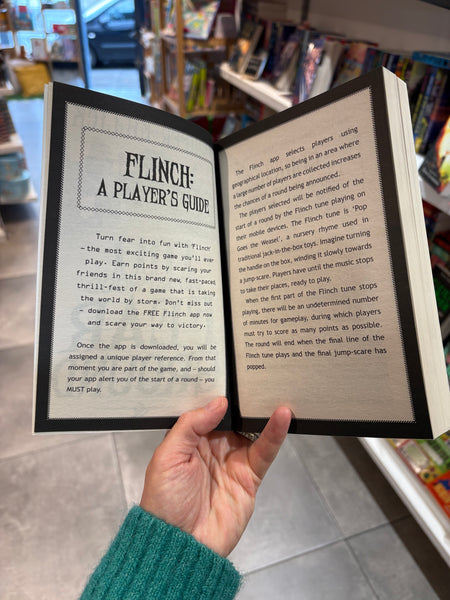 FLINCH:
A PLAYER'S GUIDE
Turn fear into fun with 'Flinch'
– the most exciting game you'll ever
play. Earn points by scaring your
friends in this brand new, fast-paced
thrill-fest of a game that is taking
the world by storm. Don't miss out
– download the FREE Flinch app now
and scare your way to victory.
Once the app is downloaded, you will be
assigned a unique player reference. From that
moment you are part of the game, and – should
your app alert you of the start of a round – you
MUST play.
The Flinch app selects players using
geographical location, so being in an area where
a large number of players are collected increases
the chances of a round being announced.
The players selected will be notified of the
start of a round by the Flinch tune playing on
their mobile devices. The Flinch tune is 'Pop
Goes the Weasel', a nursery rhyme used in
traditional jack-in-the-box toys. Imagine turning
the handle on the box, winding it slowly towards
a jump-scare. Players have until the music stops
to take their places, ready to play.
When the first part of the Flinch tune stops
playing, there will be an undetermined number
of minutes for gameplay, during which players
must try to score as many points as possible.
The round will end when the final line of the
Flinch tune plays and the final jump-scare has
popped.